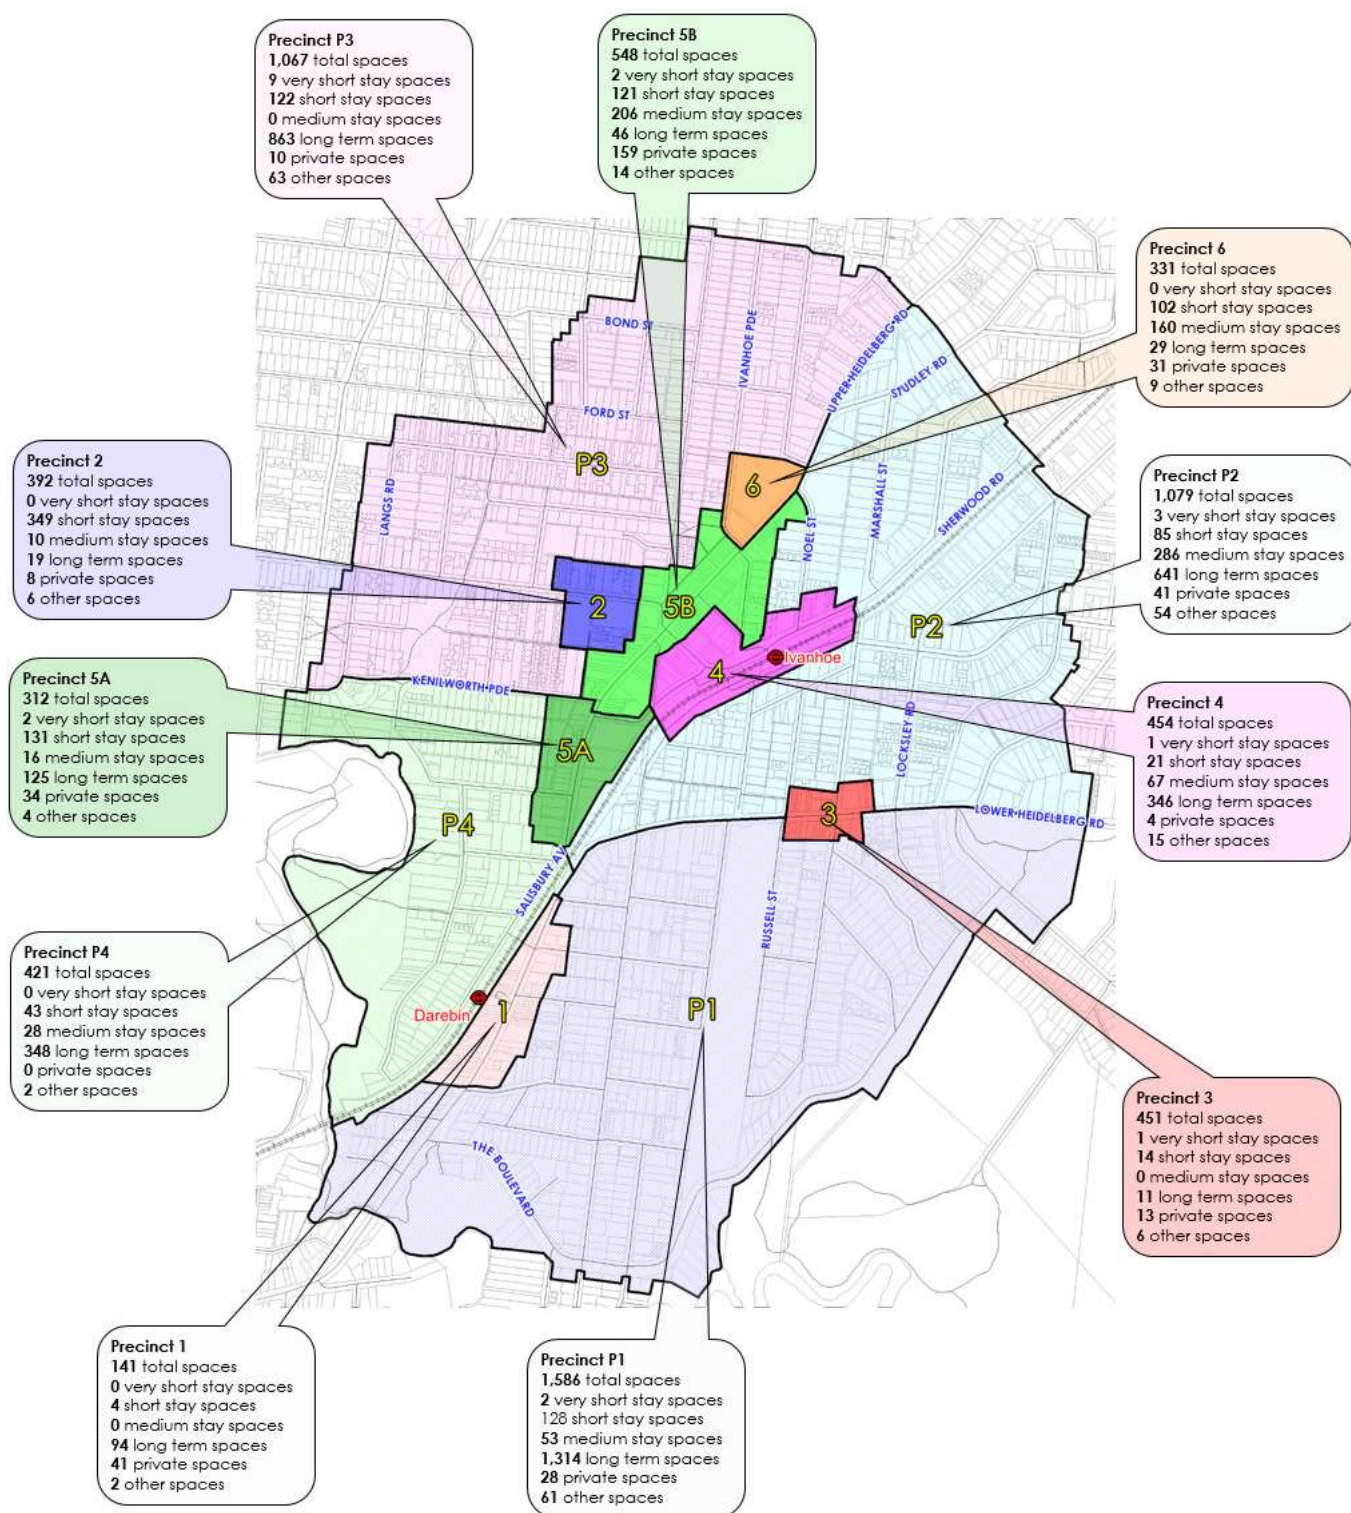 Precinct P3
1,067 total spaces
9 very short stay spaces
122 short stay spaces
0 medium stay spaces
863 long term spaces
10 private spaces
63 other spaces
Precinct 5B
548 total spaces
2 very short stay spaces
121 short stay spaces
206 medium stay spaces
46 long term spaces
159 private spaces
14 other spaces
Precinct 6
331 total spaces
0 very short stay spaces
102 short stay spaces
160 medium stay spaces
29 long term spaces
31 private spaces
9 other spaces
Precinct 2
392 total spaces
0 very short stay spaces
349 short stay spaces
10 medium stay spaces
19 long term spaces
8 private spaces
6 other spaces
Precinct P2
1,079 total spaces
3 very short stay spaces
85 short stay spaces
286 medium stay spaces
641 long term spaces
41 private spaces
54 other spaces
Precinct 5A
312 total spaces
2 very short stay spaces
131 short stay spaces
16 medium stay spaces
125 long term spaces
34 private spaces
4 other spaces
Precinct 4
454 total spaces
1 very short stay spaces
21 short stay spaces
67 medium stay spaces
346 long term spaces
4 private spaces
15 other spaces
Precinct P4
421 total spaces
0 very short stay spaces
43 short stay spaces
28 medium stay spaces
348 long term spaces
0 private spaces
2 other spaces
Precinct 3
451 total spaces
1 very short stay spaces
14 short stay spaces
0 medium stay spaces
11 long term spaces
13 private spaces
6 other spaces
Precinct 1
141 total spaces
0 very short stay spaces
4 short stay spaces
0 medium stay spaces
94 long term spaces
41 private spaces
2 other spaces
Precinct P1
1,586 total spaces
2 very short stay spaces
128 short stay spaces
53 medium stay spaces
1,314 long term spaces
28 private spaces
61 other spaces
BOND ST
IVANHOE PDE
UPPER HEIDELBERG RD
STUDLEY RD
FORD ST
P3
6
LANGS RD
MARSHALL ST
SHERWOOD RD
NOEL ST
2
5B
P2
4
Ivanhoe
KENILWORTH PDE
5A
LOCKSLEY RD
3
LOWER HEIDELBERG RD
P4
SALISBURY AV
RUSSELL ST
Darebin
1
P1
THE BOULEVARD